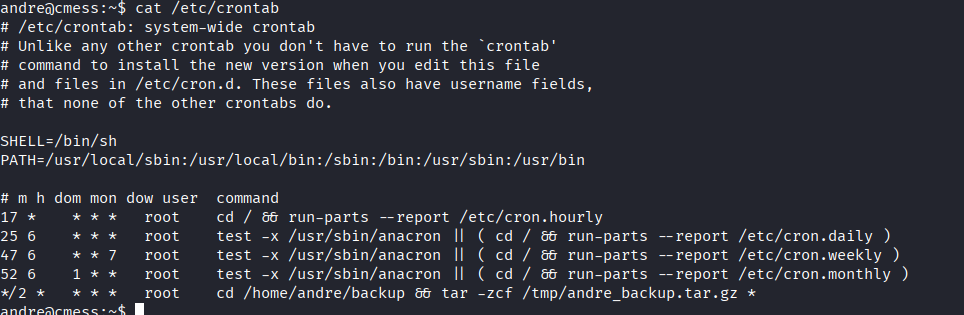 andre@cmess:~$ cat /etc/crontab
# /etc/crontab: system-wide crontab
# Unlike any other crontab you don't have to run the `crontab'
# command to install the new version when you edit this file
# and files in /etc/cron.d. These files also have username fields,
# that none of the other crontabs do.

SHELL=/bin/sh
PATH=/usr/local/sbin:/usr/local/bin:/sbin:/bin:/usr/sbin:/usr/bin

# m h dom mon dow user  command
17 *    * * *   root    cd / && run-parts --report /etc/cron.hourly
25 6    * * *   root    test -x /usr/sbin/anacron || ( cd / && run-parts --report /etc/cron.daily )
47 6    * * 7   root    test -x /usr/sbin/anacron || ( cd / && run-parts --report /etc/cron.weekly )
52 6    1 * *   root    test -x /usr/sbin/anacron || ( cd / && run-parts --report /etc/cron.monthly )
*/2 *   * * *   root    cd /home/andre/backup && tar -zcf /tmp/andre_backup.tar.gz *
andre@cmess:~$